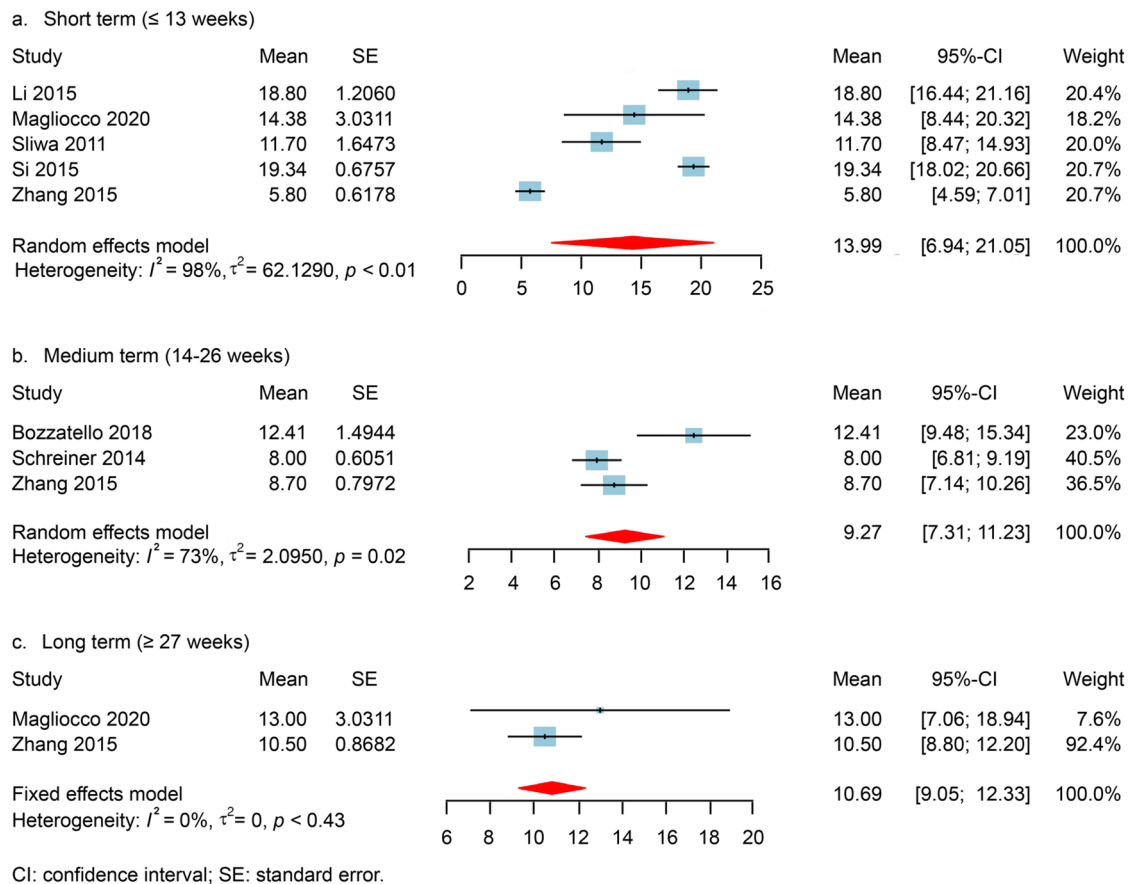 a. Short term (≤ 13 weeks)
Study Mean SE Mean 95%-CI Weight
Li 2015 18.80 1.2060 18.80 [16.44; 21.16] 20.4%
Magliocco 2020 14.38 3.0311 14.38 [8.44; 20.32] 18.2%
Sliwa 2011 11.70 1.6473 11.70 [8.47; 14.93] 20.0%
Si 2015 19.34 0.6757 19.34 [18.02; 20.66] 20.7%
Zhang 2015 5.80 0.6178 5.80 [4.59; 7.01] 20.7%
Random effects model 13.99 [6.94; 21.05] 100.0%
Heterogeneity: I² = 98%, τ² = 62.1290, p < 0.01
0 5 10 15 20 25
b. Medium term (14-26 weeks)
Study Mean SE Mean 95%-CI Weight
Bozzatello 2018 12.41 1.4944 12.41 [9.48; 15.34] 23.0%
Schreiner 2014 8.00 0.6051 8.00 [6.81; 9.19] 40.5%
Zhang 2015 8.70 0.7972 8.70 [7.14; 10.26] 36.5%
Random effects model 9.27 [7.31; 11.23] 100.0%
Heterogeneity: I² = 73%, τ² = 2.0950, p = 0.02
2 4 6 8 10 12 14 16
c. Long term (≥ 27 weeks)
Study Mean SE Mean 95%-CI Weight
Magliocco 2020 13.00 3.0311 13.00 [7.06; 18.94] 7.6%
Zhang 2015 10.50 0.8682 10.50 [8.80; 12.20] 92.4%
Fixed effects model 10.69 [9.05; 12.33] 100.0%
Heterogeneity: I² = 0%, τ² = 0, p < 0.43
6 8 10 12 14 16 18 20
CI: confidence interval; SE: standard error.